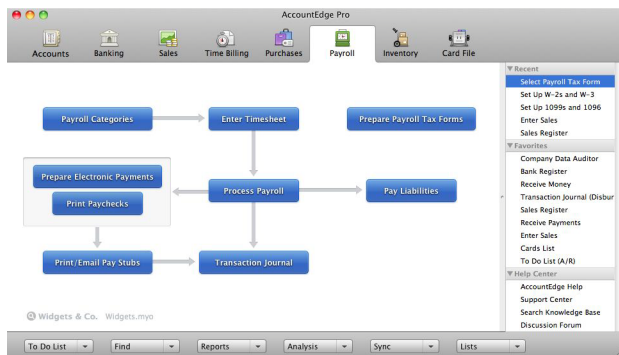 AccountEdge Pro
Accounts
Banking
Sales
Time Billing
Purchases
Payroll
Inventory
Card File
Payroll Categories
Enter Timesheet
Prepare Payroll Tax Forms
Prepare Electronic Payments
Print Paychecks
Process Payroll
Pay Liabilities
Print/Email Pay Stubs
Transaction Journal
Widgets & Co. Widgets.myo
Recent
Select Payroll Tax Form
Set Up W-2s and W-3
Set Up 1099s and 1096
Enter Sales
Sales Register
Favorites
Company Data Auditor
Bank Register
Receive Money
Transaction Journal (Disbur
Sales Register
Receive Payments
Enter Sales
Cards List
To Do List (A/R)
Help Center
AccountEdge Help
Support Center
Search Knowledge Base
Discussion Forum
To Do List
Find
Reports
Analysis
Sync
Lists